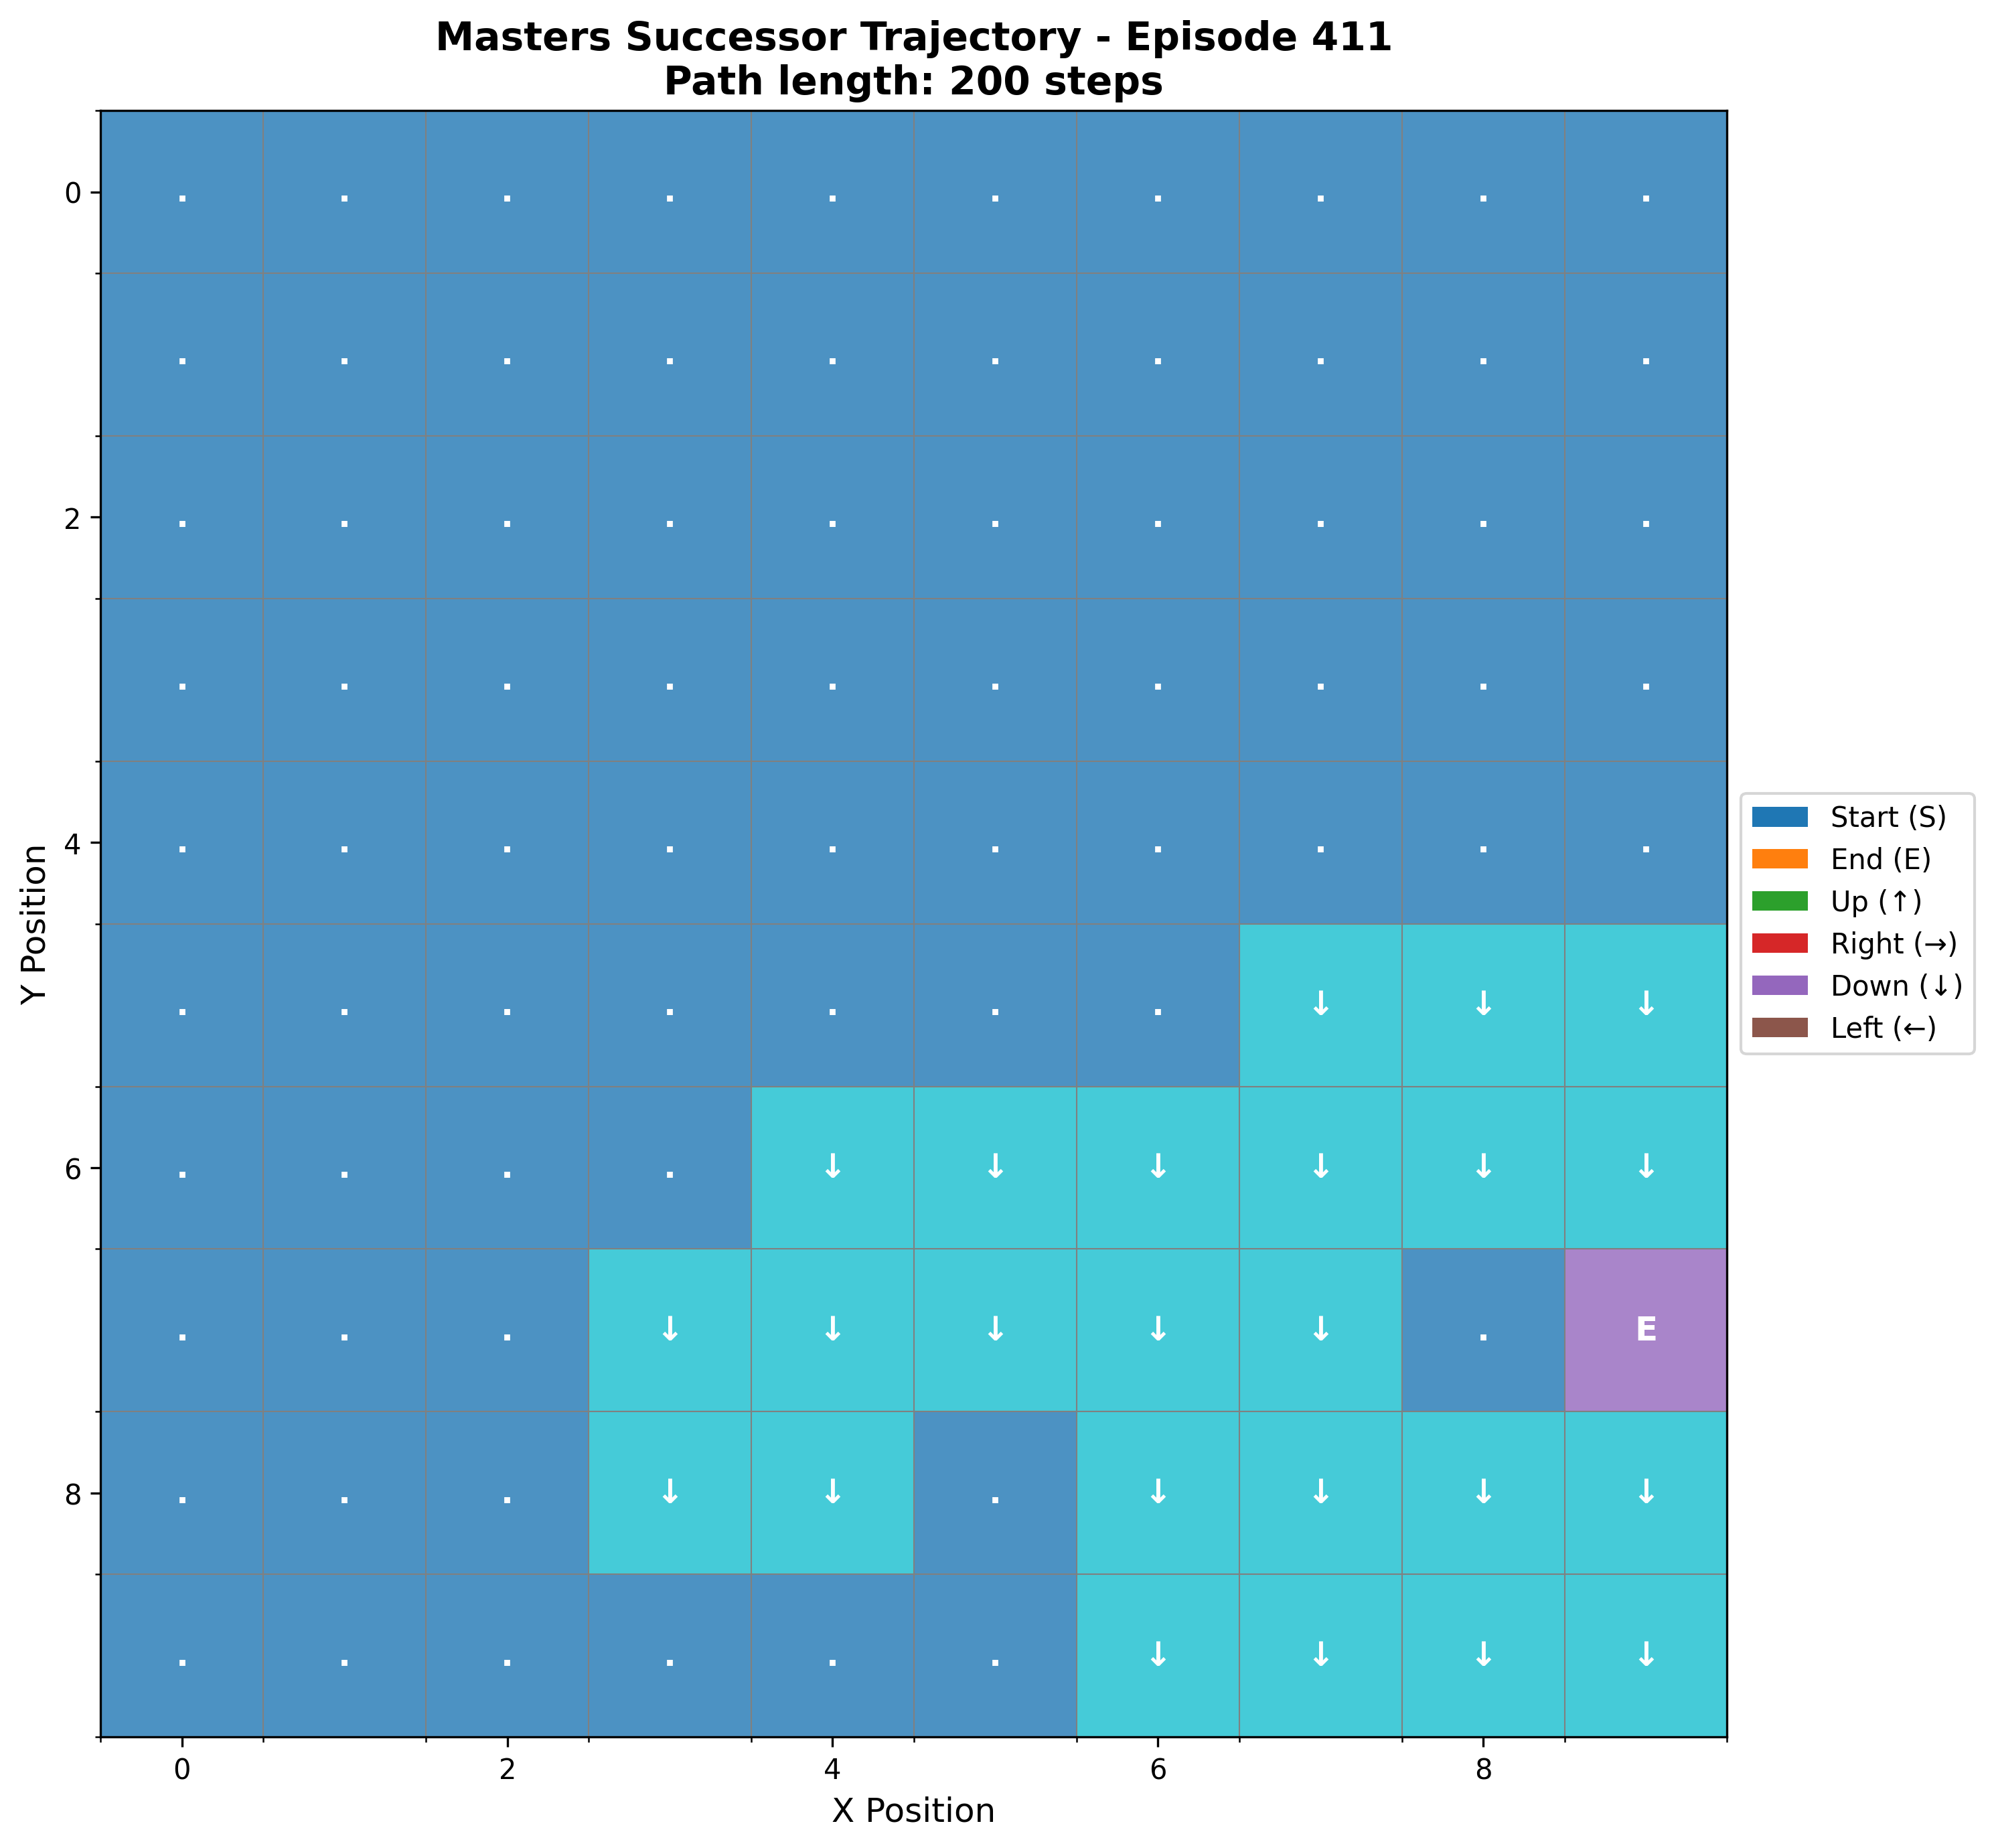 Masters Successor Trajectory - Episode 411
Path length: 200 steps
0 . . . . . . . . . .
. . . . . . . . . .
2 . . . . . . . . . .
. . . . . . . . . .
4 . . . . . . . . . .
. . . . . . . ↓ ↓ ↓
6 . . . . ↓ ↓ ↓ ↓ ↓ ↓
. . . ↓ ↓ ↓ ↓ ↓ . E
8 . . . ↓ ↓ . ↓ ↓ ↓ ↓
. . . . . . ↓ ↓ ↓ ↓
0 2 4 6 8
X Position
Y Position
Start (S)
End (E)
Up (↑)
Right (→)
Down (↓)
Left (←)